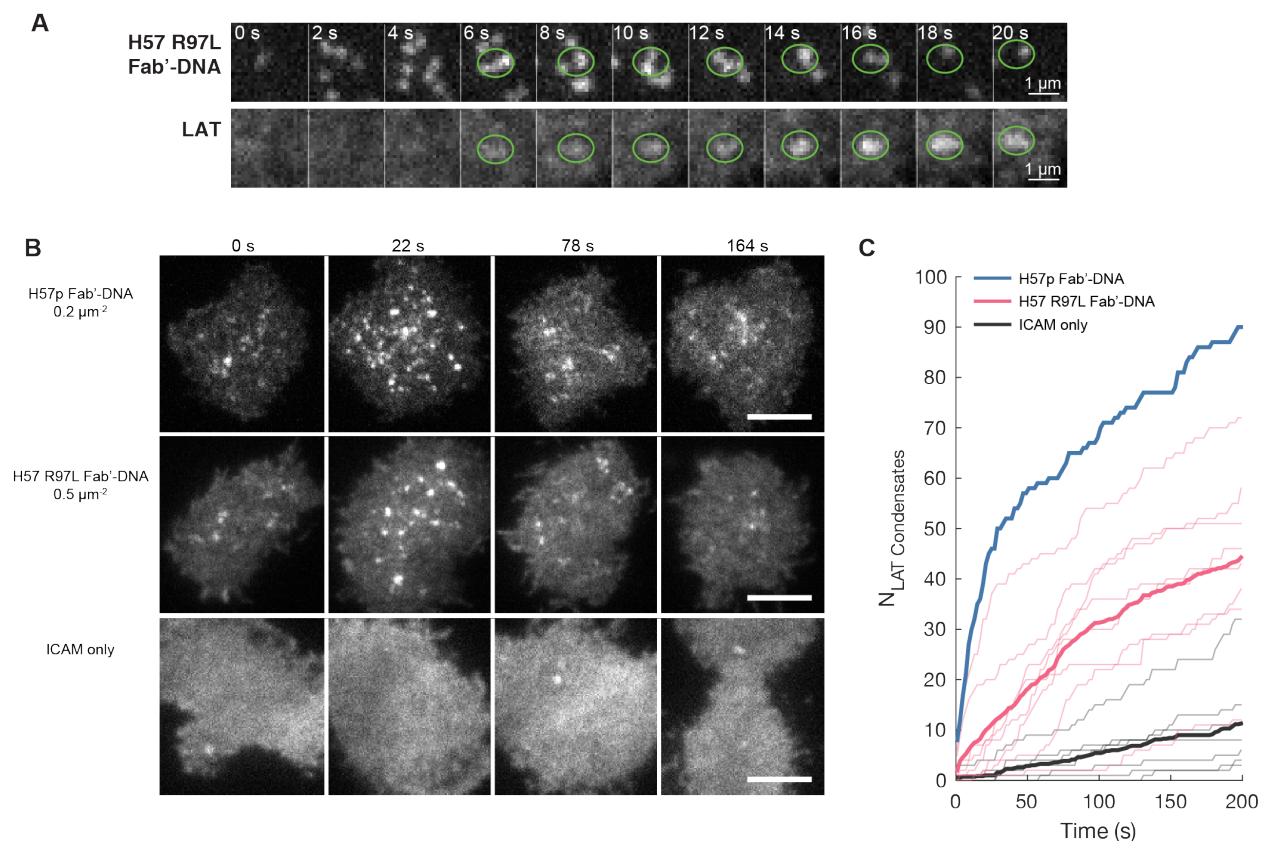 A
H57 R97L
Fab'-DNA
0 s 2 s 4 s 6 s 8 s 10 s 12 s 14 s 16 s 18 s 20 s
1 µm
LAT
1 µm
B
0 s 22 s 78 s 164 s
H57p Fab'-DNA
0.2 µm⁻²
H57 R97L Fab'-DNA
0.5 µm⁻²
ICAM only
C
H57p Fab'-DNA
H57 R97L Fab'-DNA
ICAM only
N LAT Condensates
100
90
80
70
60
50
40
30
20
10
0
0 50 100 150 200
Time (s)